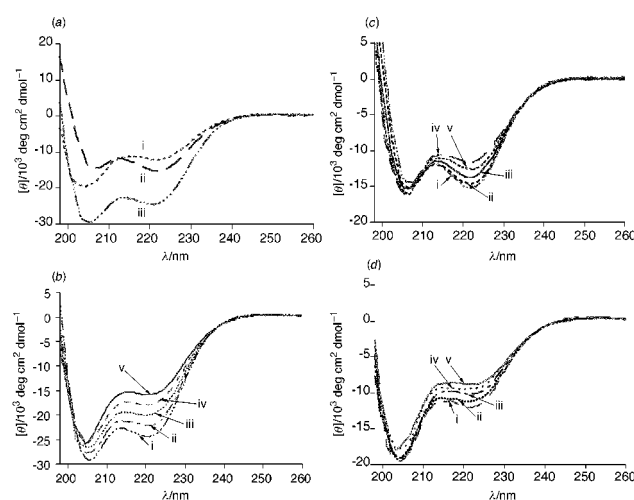 (a)
[θ]/10³ deg cm² dmol⁻¹
20
10
0
−10
−20
−30
i
ii
iii
200 210 220 230 240 250 260
λ/nm
(c)
[θ]/10³ deg cm² dmol⁻¹
5
0
−5
−10
−15
−20
iv v
iii
i ii
200 210 220 230 240 250 260
λ/nm
(b)
[θ]/10³ deg cm² dmol⁻¹
5
0
−5
−10
−15
−20
−25
−30
v
iv
iii
ii
i
200 210 220 230 240 250 260
λ/nm
(d)
[θ]/10³ deg cm² dmol⁻¹
5
0
−5
−10
−15
−20
iv v
iii
i ii
200 210 220 230 240 250 260
λ/nm